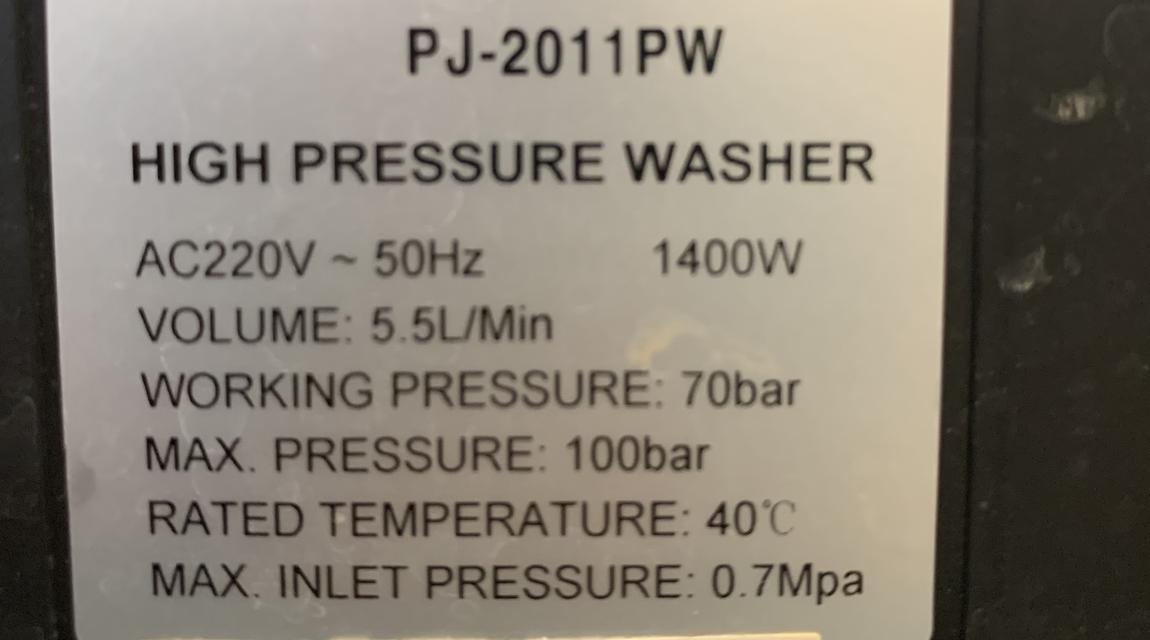 PJ-2011PW
HIGH PRESSURE WASHER
AC220V ~ 50Hz 1400W
VOLUME: 5.5L/Min
WORKING PRESSURE: 70bar
MAX. PRESSURE: 100bar
RATED TEMPERATURE: 40℃
MAX. INLET PRESSURE: 0.7Mpa